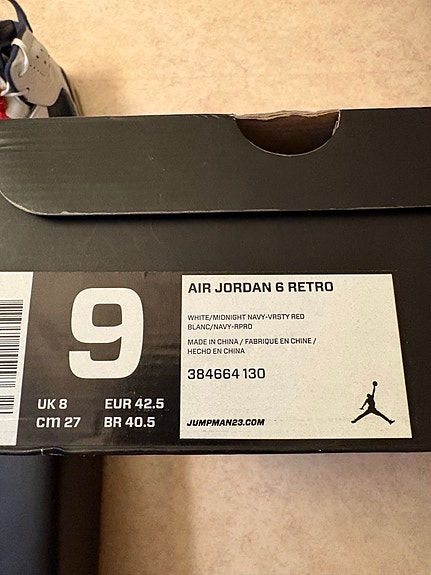 9
UK 8 EUR 42.5
cm 27 BR 40.5
AIR JORDAN 6 RETRO
WHITE/MIDNIGHT NAVY-VRSTY RED
BLANC/NAVY-RPRO
MADE IN CHINA / FABRIQUE EN CHINE /
HECHO EN CHINA
384664 130
JUMPMAN23.COM